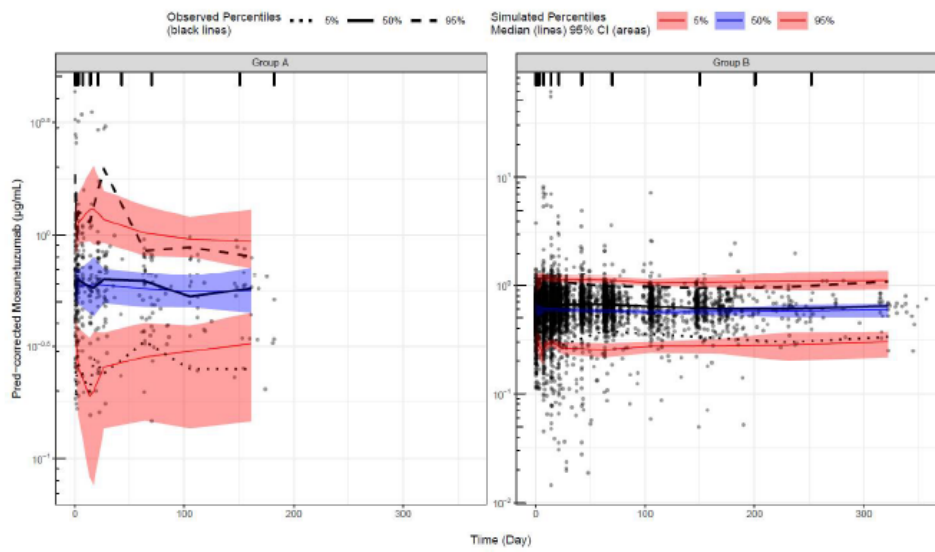 Observed Percentiles (black lines) 5% 50% 95%
Simulated Percentiles Median (lines) 95% CI (areas) 5% 50% 95%
Group A
Group B
Pred-corrected Mosunetuzumab (µg/mL)
10^0.5
10^0
10^-0.5
10^-1
0 100 200 300
10^1
10^0
10^-1
10^-2
0 100 200 300
Time (Day)